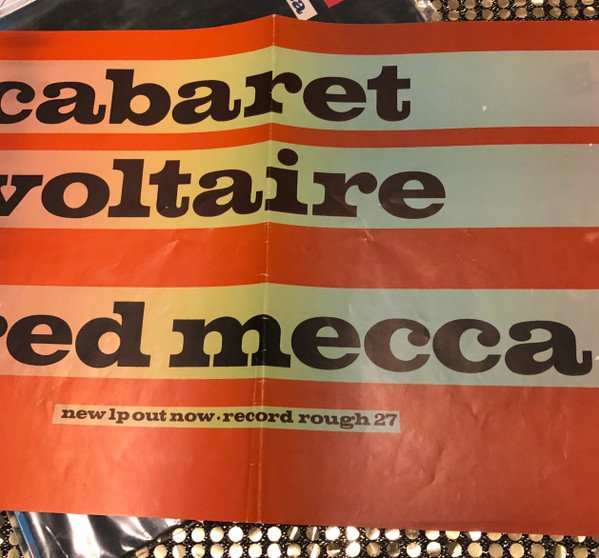 cabaret
voltaire
red mecca
new lp out now · record rough 27